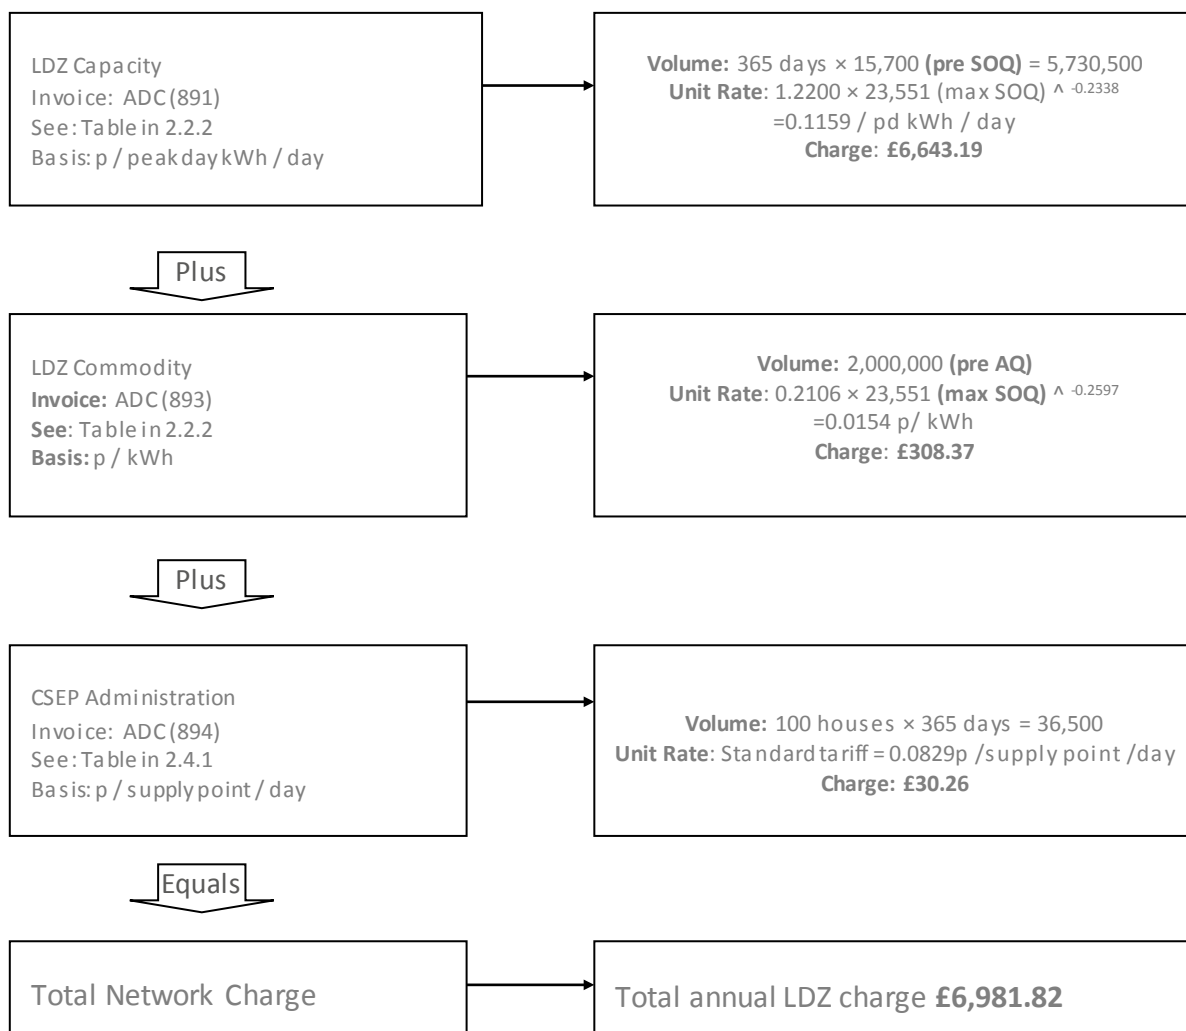 LDZ Capacity
Invoice: ADC (891)
See: Table in 2.2.2
Basis: p / peak day kWh / day
Volume: 365 days × 15,700 (pre SOQ) = 5,730,500
Unit Rate: 1.2200 × 23,551 (max SOQ) ^ -0.2338
=0.1159 / pd kWh / day
Charge: £6,643.19
Plus
LDZ Commodity
Invoice: ADC (893)
See: Table in 2.2.2
Basis: p / kWh
Volume: 2,000,000 (pre AQ)
Unit Rate: 0.2106 × 23,551 (max SOQ) ^ -0.2597
=0.0154 p/ kWh
Charge: £308.37
Plus
CSEP Administration
Invoice: ADC (894)
See: Table in 2.4.1
Basis: p / supply point / day
Volume: 100 houses × 365 days = 36,500
Unit Rate: Standard tariff = 0.0829p /supply point /day
Charge: £30.26
Equals
Total Network Charge
Total annual LDZ charge £6,981.82